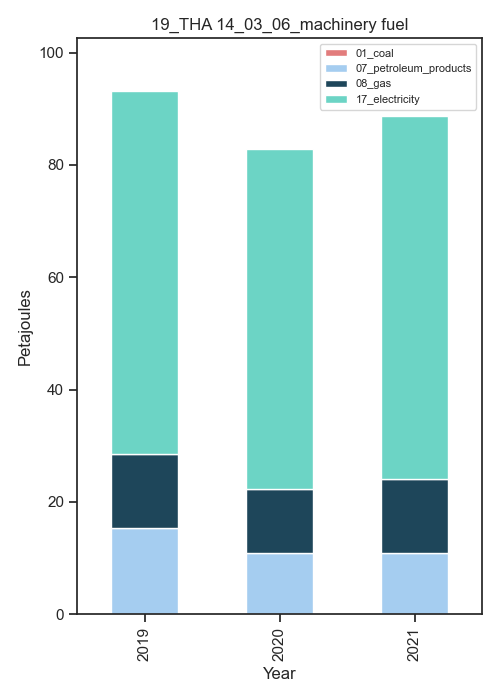 19_THA 14_03_06_machinery fuel
01_coal
07_petroleum_products
08_gas
17_electricity
100
80
60
40
20
0
Petajoules
2019
2020
2021
Year